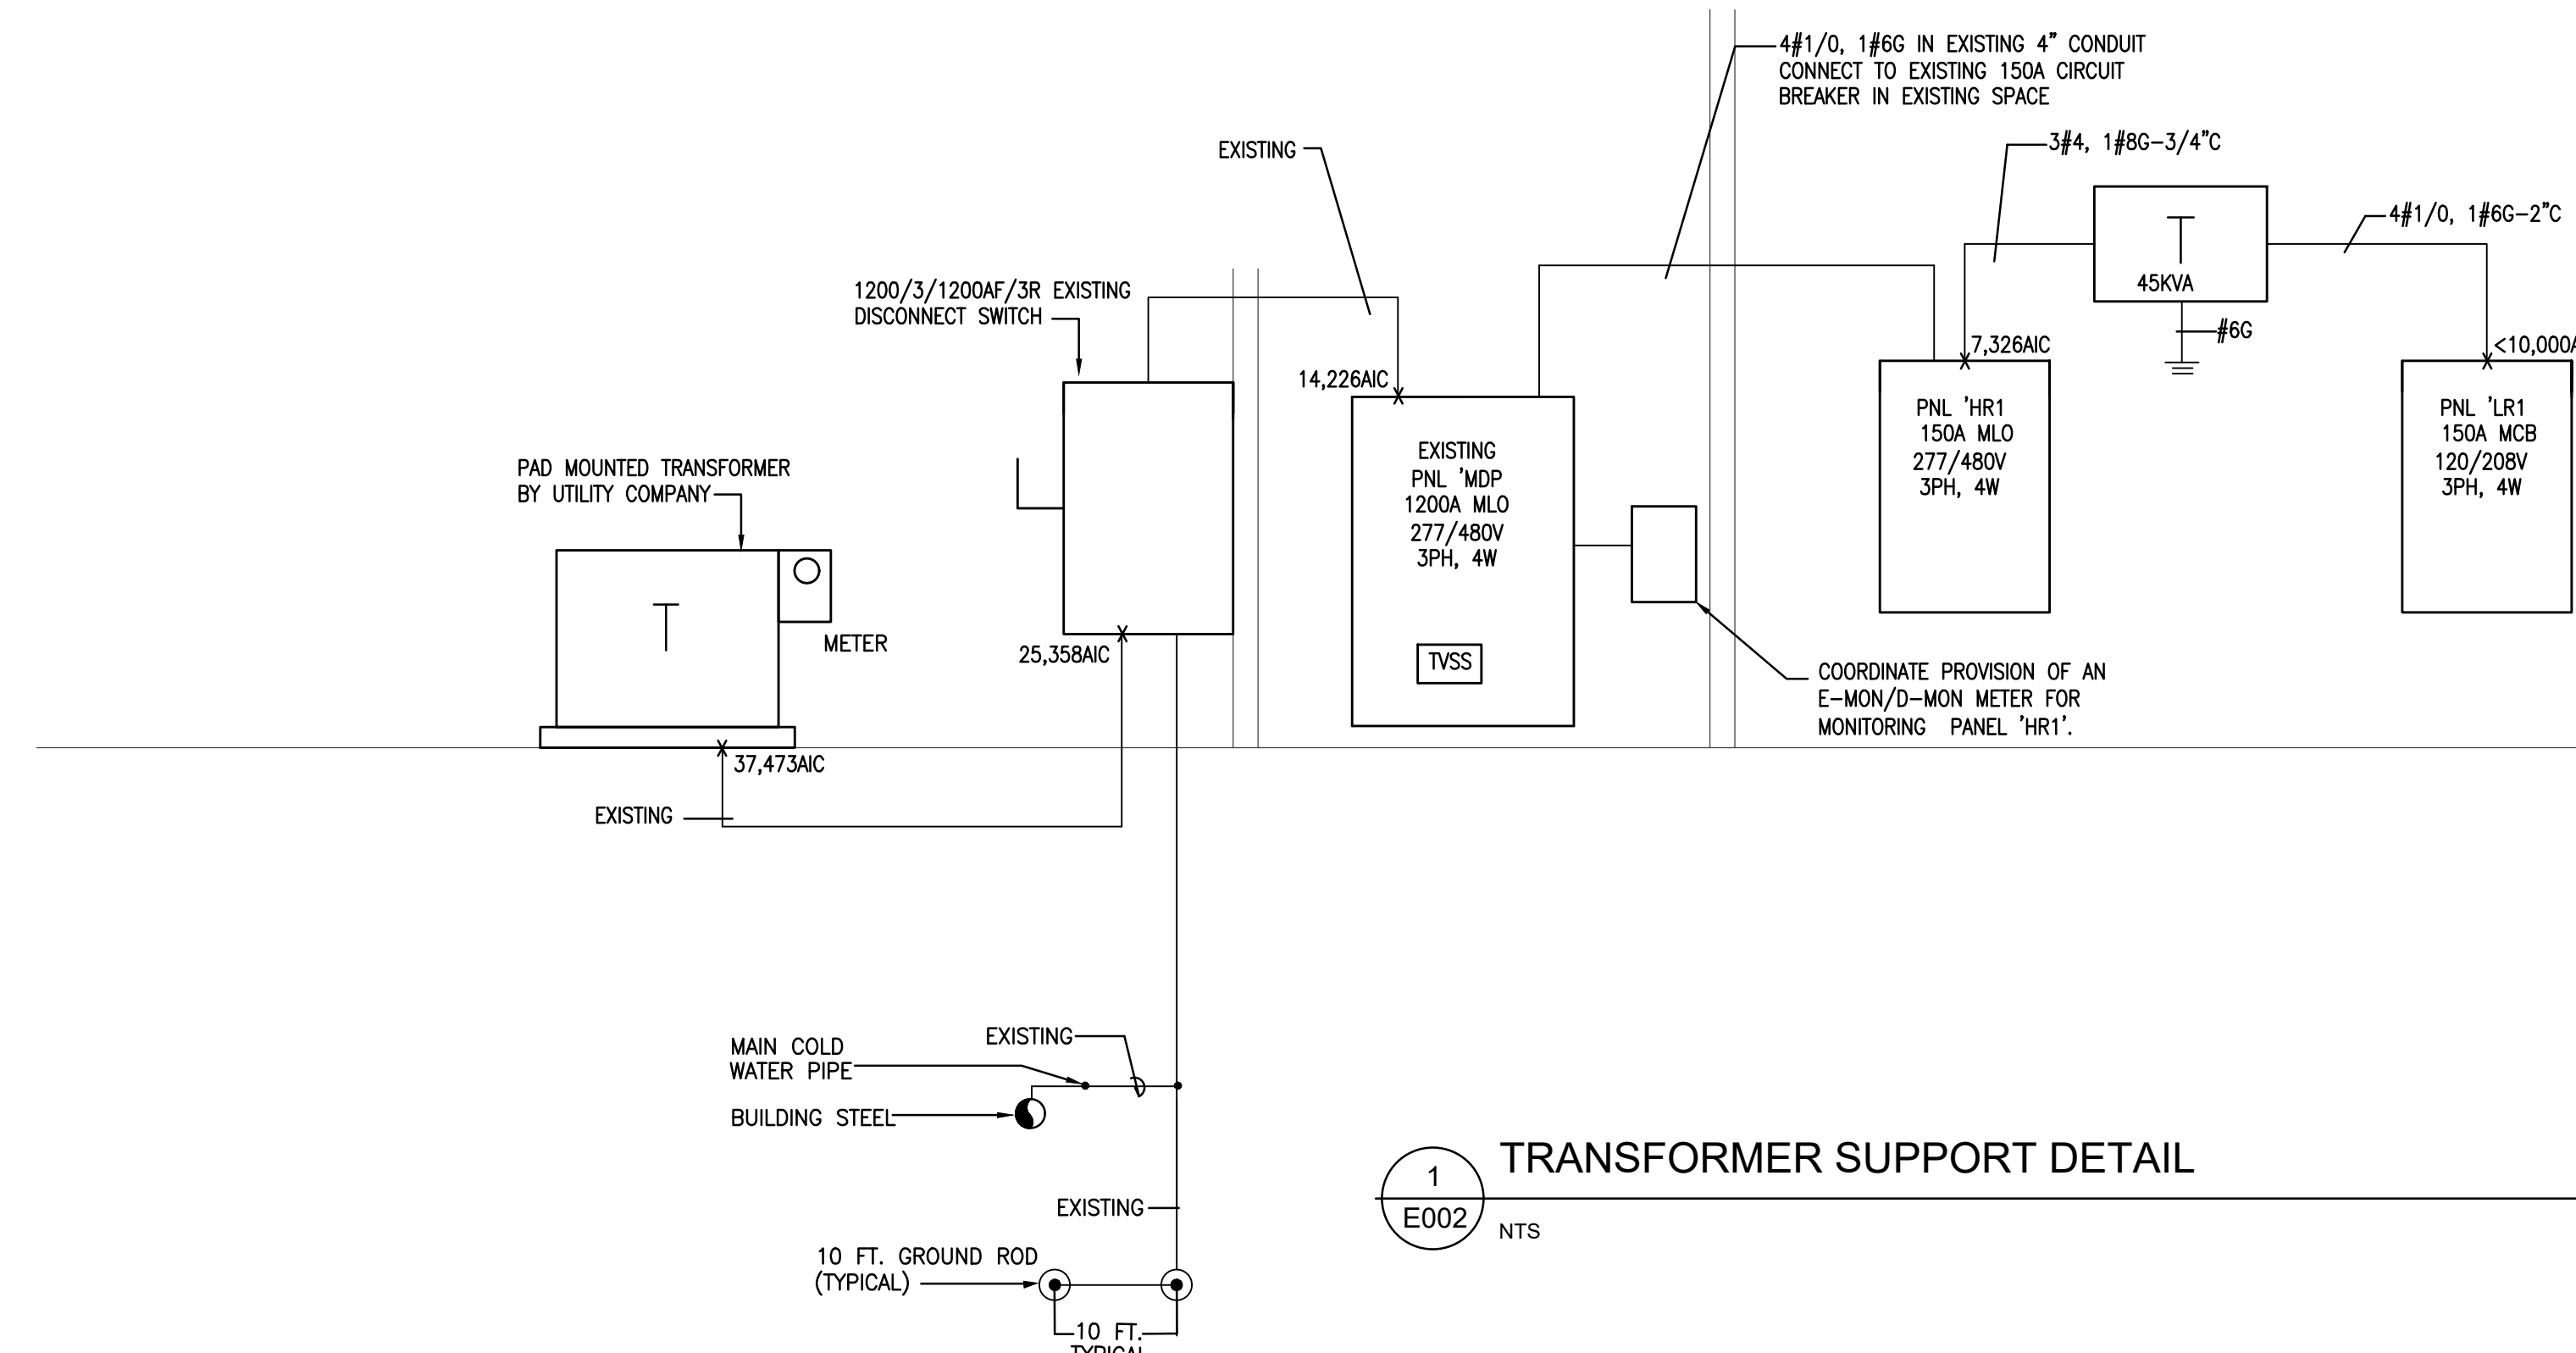 4#1/0, 1#6G IN EXISTING 4" CONDUIT
CONNECT TO EXISTING 150A CIRCUIT
BREAKER IN EXISTING SPACE
EXISTING
3#4, 1#8G-3/4"C
4#1/0, 1#6G-2"C
T
45KVA
#6G
1200/3/1200AF/3R EXISTING
DISCONNECT SWITCH
14,226AIC
7,326AIC
<10,000A
EXISTING
PNL 'MDP
1200A MLO
277/480V
3PH, 4W
TVSS
PNL 'HR1
150A MLO
277/480V
3PH, 4W
PNL 'LR1
150A MCB
120/208V
3PH, 4W
PAD MOUNTED TRANSFORMER
BY UTILITY COMPANY
T
METER
25,358AIC
COORDINATE PROVISION OF AN
E-MON/D-MON METER FOR
MONITORING PANEL 'HR1'.
37,473AIC
EXISTING
MAIN COLD
WATER PIPE
EXISTING
BUILDING STEEL
EXISTING
10 FT. GROUND ROD
(TYPICAL)
10 FT.
TYPICAL
1
E002
TRANSFORMER SUPPORT DETAIL
NTS